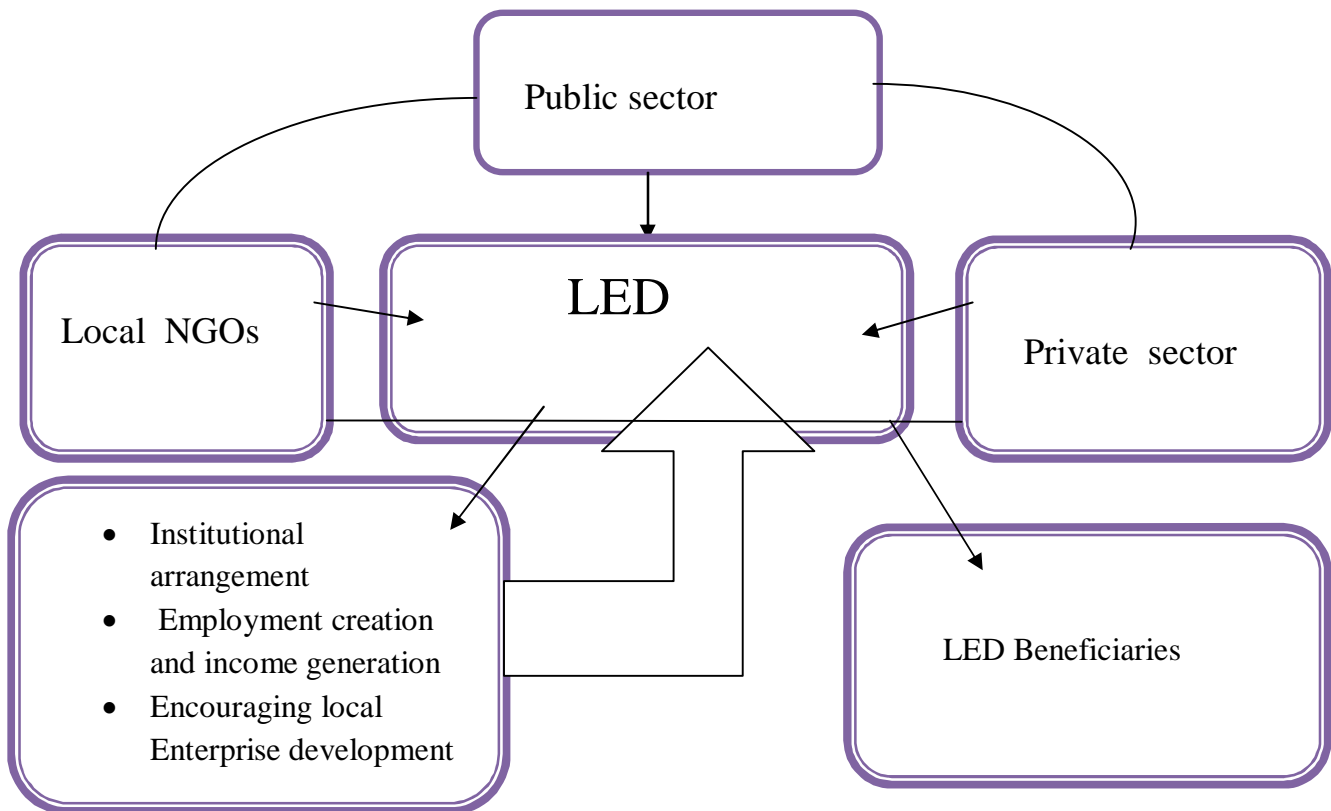 Public sector
LED
Local NGOs
Private sector
• Institutional
arrangement
• Employment creation
and income generation
• Encouraging local
Enterprise development
LED Beneficiaries